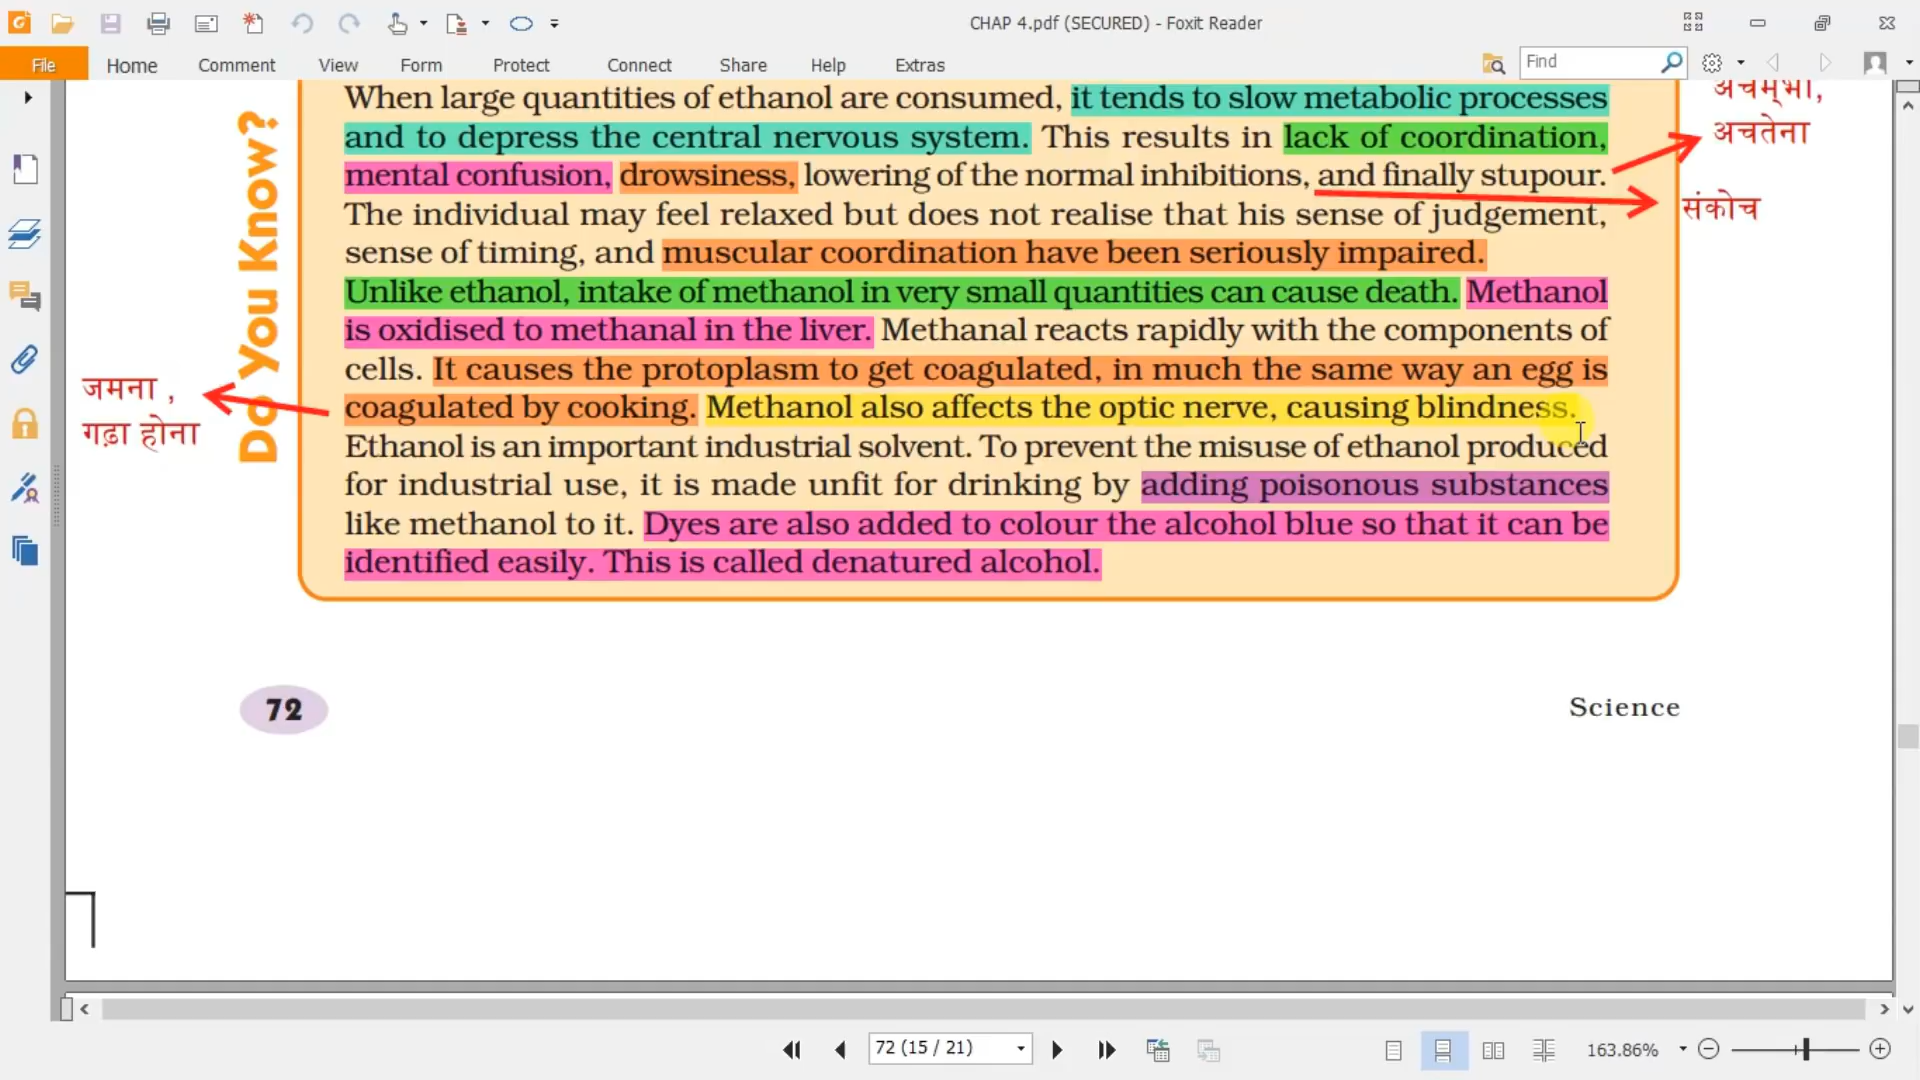 CHAP 4.pdf (SECURED) - Foxit Reader
File Home Comment View Form Protect Connect Share Help Extras
Find
When large quantities of ethanol are consumed, it tends to slow metabolic processes
and to depress the central nervous system. This results in lack of coordination,
mental confusion, drowsiness, lowering of the normal inhibitions, and finally stupour.
The individual may feel relaxed but does not realise that his sense of judgement,
sense of timing, and muscular coordination have been seriously impaired.
Unlike ethanol, intake of methanol in very small quantities can cause death. Methanol
is oxidised to methanal in the liver. Methanal reacts rapidly with the components of
cells. It causes the protoplasm to get coagulated, in much the same way an egg is
coagulated by cooking. Methanol also affects the optic nerve, causing blindness.
Ethanol is an important industrial solvent. To prevent the misuse of ethanol produced
for industrial use, it is made unfit for drinking by adding poisonous substances
like methanol to it. Dyes are also added to colour the alcohol blue so that it can be
identified easily. This is called denatured alcohol.
Do You Know?
अचम्भा,
अचतेना
संकोच
जमना ,
गढ़ा होना
72
Science
72 (15 / 21)
163.86%